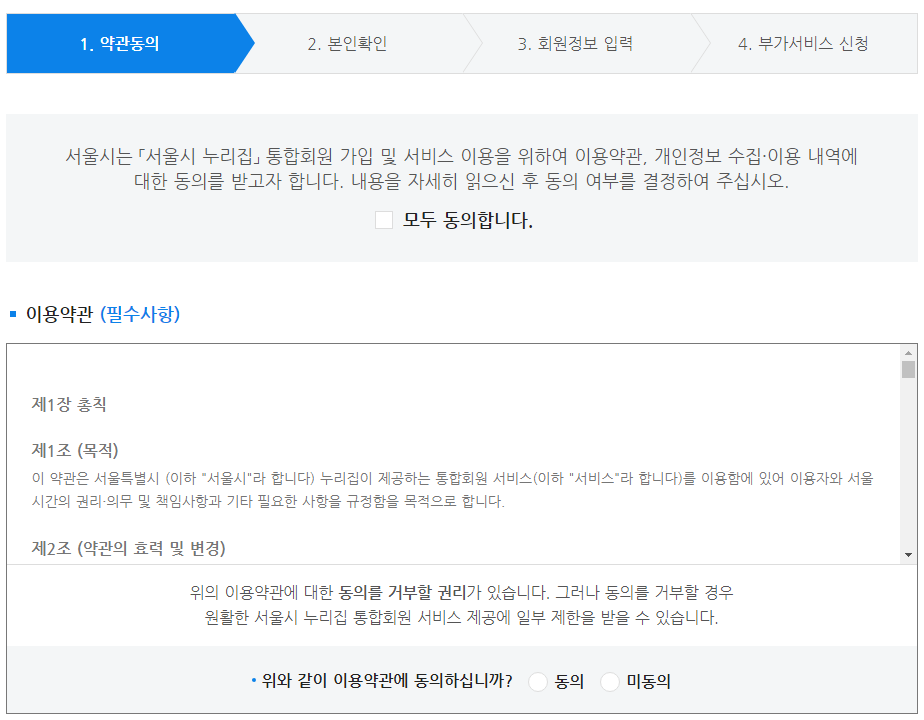 1. 약관동의
2. 본인확인
3. 회원정보 입력
4. 부가서비스 신청
서울시는 「서울시 누리집」 통합회원 가입 및 서비스 이용을 위하여 이용약관, 개인정보 수집·이용 내역에
대한 동의를 받고자 합니다. 내용을 자세히 읽으신 후 동의 여부를 결정하여 주십시오.
모두 동의합니다.
이용약관 (필수사항)
제1장 총칙
제1조 (목적)
이 약관은 서울특별시 (이하 "서울시"라 합니다) 누리집이 제공하는 통합회원 서비스(이하 "서비스"라 합니다)를 이용함에 있어 이용자와 서울
시간의 권리·의무 및 책임사항과 기타 필요한 사항을 규정함을 목적으로 합니다.
제2조 (약관의 효력 및 변경)
위의 이용약관에 대한 동의를 거부할 권리가 있습니다. 그러나 동의를 거부할 경우
원활한 서울시 누리집 통합회원 서비스 제공에 일부 제한을 받을 수 있습니다.
• 위와 같이 이용약관에 동의하십니까? 동의 미동의